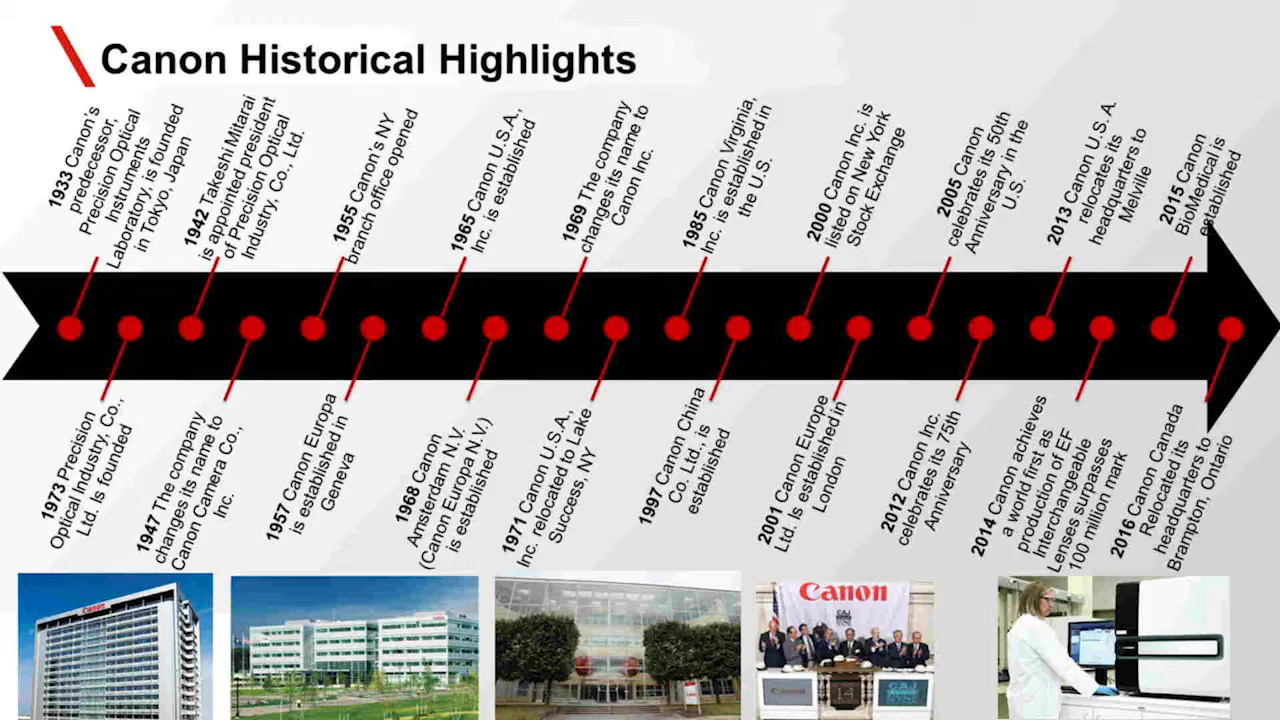 Canon Historical Highlights
1933 Canon's
predecessor,
Precision Optical
Instruments
Laboratory, is founded
in Tokyo, Japan
1942 Takeshi Mitarai
is appointed president
of Precision Optical
Industry, Co., Ltd.
1955 Canon's NY
branch office opened
1965 Canon U.S.A.,
Inc. is established
1969 The company
changes its name to
Canon Inc.
1985 Canon Virginia,
Inc. is established in
the U.S.
2000 Canon Inc. is
listed on New York
Stock Exchange
2005 Canon
celebrates its 50th
Anniversary in the
U.S.
2013 Canon U.S.A.
relocates its
headquarters to
Melville
2015 Canon
BioMedical is
established
1973 Precision
Optical Industry, Co.,
Ltd. Is founded
1947 The company
changes its name to
Canon Camera Co.,
Inc.
1957 Canon Europa
is established in
Geneva
1968 Canon
Amsterdam N.V.
(Canon Europa N.V.)
is established
1971 Canon U.S.A,
Inc. relocated to Lake
Success, NY
1997 Canon China
Co. Ltd., is
established
2001 Canon Europe
Ltd. Is established in
London
2012 Canon Inc.
celebrates its 75th
Anniversary
2014 Canon achieves
a world first as
production of EF
Interchangeable
Lenses surpasses
100 million mark
2016 Canon Canada
Relocated its
headquarters to
Brampton, Ontario
Canon
Canon
CAJ
Canon
14
CAJ